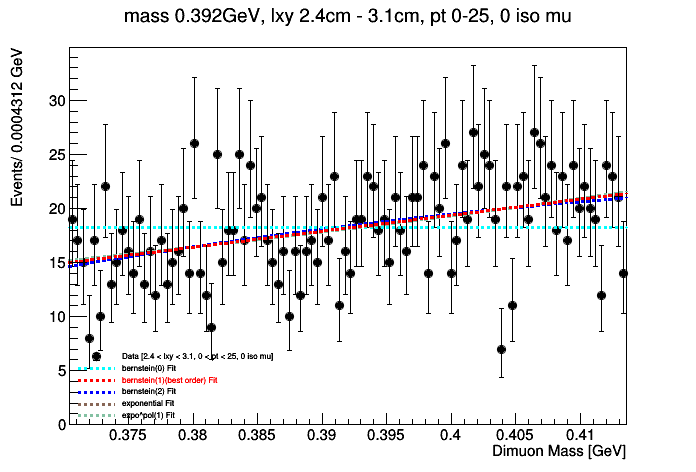 mass 0.392GeV, lxy 2.4cm - 3.1cm, pt 0-25, 0 iso mu
Events/ 0.0004312 GeV
30
25
20
15
10
5
0
Data [2.4 < lxy < 3.1, 0 < pt < 25, 0 iso mu]
bernstein(0) Fit
bernstein(1)(best order) Fit
bernstein(2) Fit
exponential Fit
expo*pol(1) Fit
0.375 0.38 0.385 0.39 0.395 0.4 0.405 0.41
Dimuon Mass [GeV]